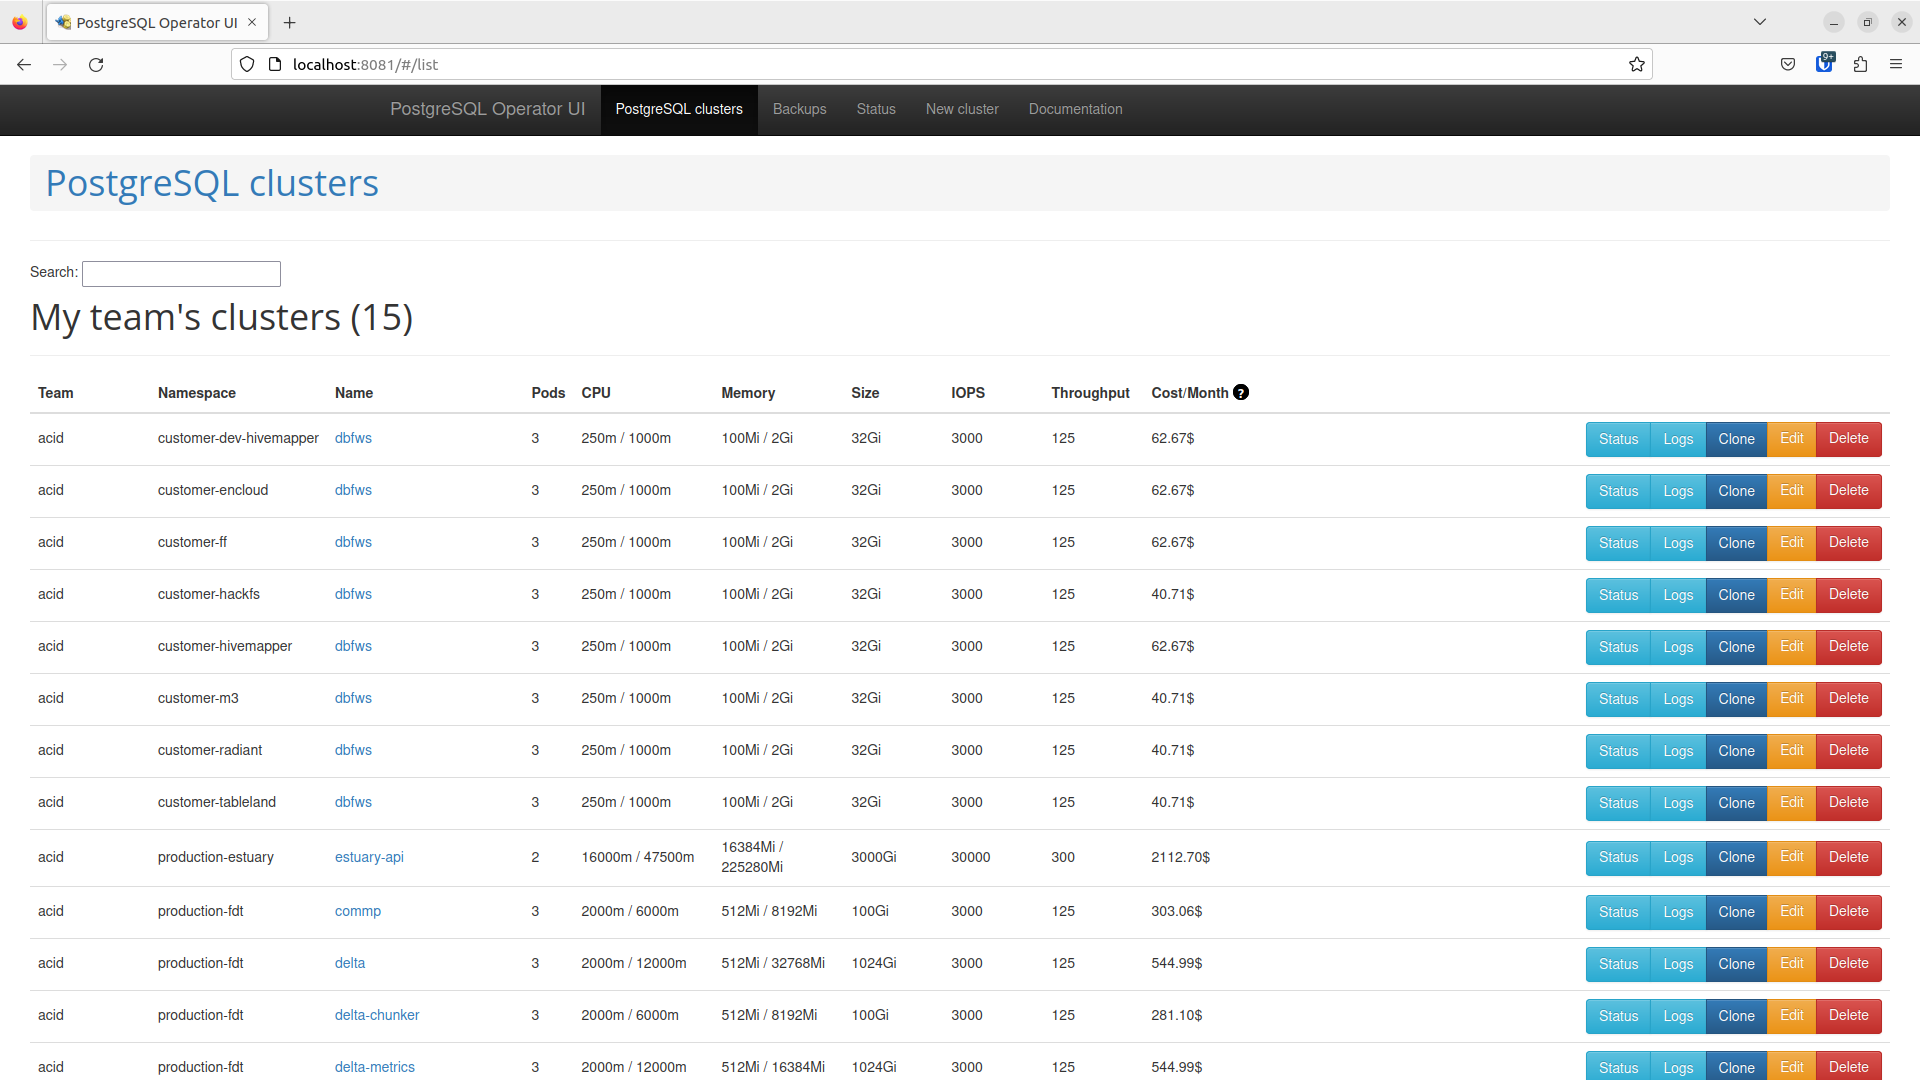 PostgreSQL Operator UI
localhost:8081/#/list
9+
PostgreSQL Operator UI PostgreSQL clusters Backups Status New cluster Documentation
PostgreSQL clusters
Search:
My team's clusters (15)
Team Namespace Name Pods CPU Memory Size IOPS Throughput Cost/Month ?
acid customer-dev-hivemapper dbfws 3 250m / 1000m 100Mi / 2Gi 32Gi 3000 125 62.67$ Status Logs Clone Edit Delete
acid customer-encloud dbfws 3 250m / 1000m 100Mi / 2Gi 32Gi 3000 125 62.67$ Status Logs Clone Edit Delete
acid customer-ff dbfws 3 250m / 1000m 100Mi / 2Gi 32Gi 3000 125 62.67$ Status Logs Clone Edit Delete
acid customer-hackfs dbfws 3 250m / 1000m 100Mi / 2Gi 32Gi 3000 125 40.71$ Status Logs Clone Edit Delete
acid customer-hivemapper dbfws 3 250m / 1000m 100Mi / 2Gi 32Gi 3000 125 62.67$ Status Logs Clone Edit Delete
acid customer-m3 dbfws 3 250m / 1000m 100Mi / 2Gi 32Gi 3000 125 40.71$ Status Logs Clone Edit Delete
acid customer-radiant dbfws 3 250m / 1000m 100Mi / 2Gi 32Gi 3000 125 40.71$ Status Logs Clone Edit Delete
acid customer-tableland dbfws 3 250m / 1000m 100Mi / 2Gi 32Gi 3000 125 40.71$ Status Logs Clone Edit Delete
acid production-estuary estuary-api 2 16000m / 47500m 16384Mi / 225280Mi 3000Gi 30000 300 2112.70$ Status Logs Clone Edit Delete
acid production-fdt commp 3 2000m / 6000m 512Mi / 8192Mi 100Gi 3000 125 303.06$ Status Logs Clone Edit Delete
acid production-fdt delta 3 2000m / 12000m 512Mi / 32768Mi 1024Gi 3000 125 544.99$ Status Logs Clone Edit Delete
acid production-fdt delta-chunker 3 2000m / 6000m 512Mi / 8192Mi 100Gi 3000 125 281.10$ Status Logs Clone Edit Delete
acid production-fdt delta-metrics 3 2000m / 12000m 512Mi / 16384Mi 1024Gi 3000 125 544.99$ Status Logs Clone Edit Delete